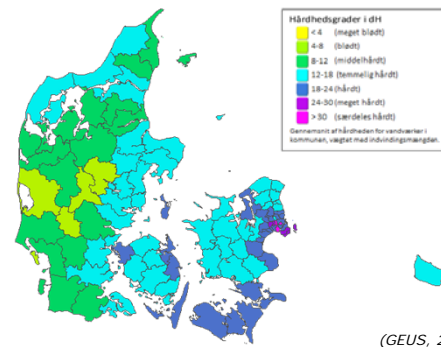 Hårdhedsgrader i dH
<4 (meget blødt)
4-8 (blødt)
8-12 (middelhårdt)
12-18 (temmelig hårdt)
18-24 (hårdt)
24-30 (meget hårdt)
>30 (særdeles hårdt)
Gennemsnit af hårdheden for vandværker i
kommunen, vægtet med indvindingsmængden.
(GEUS, 2